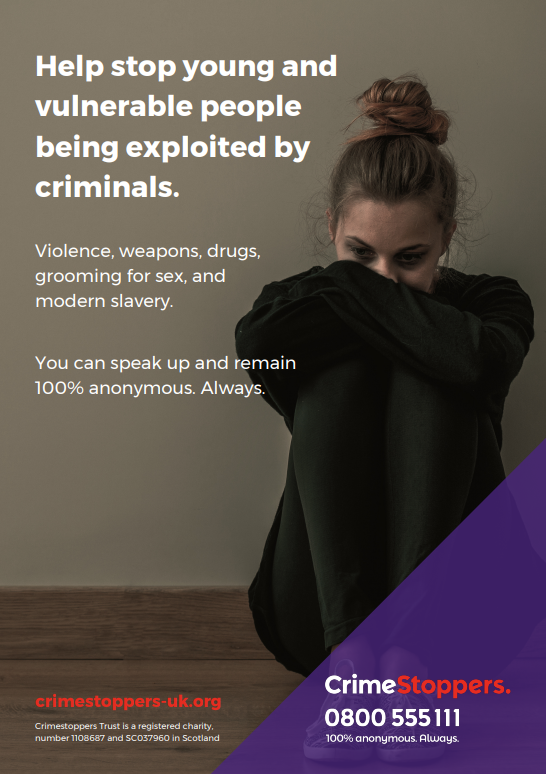 Help stop young and
vulnerable people
being exploited by
criminals.
Violence, weapons, drugs,
grooming for sex, and
modern slavery.
You can speak up and remain
100% anonymous. Always.
crimestoppers-uk.org
Crimestoppers Trust is a registered charity,
number 1108687 and SC037960 in Scotland
CrimeStoppers.
0800 555 111
100% anonymous. Always.